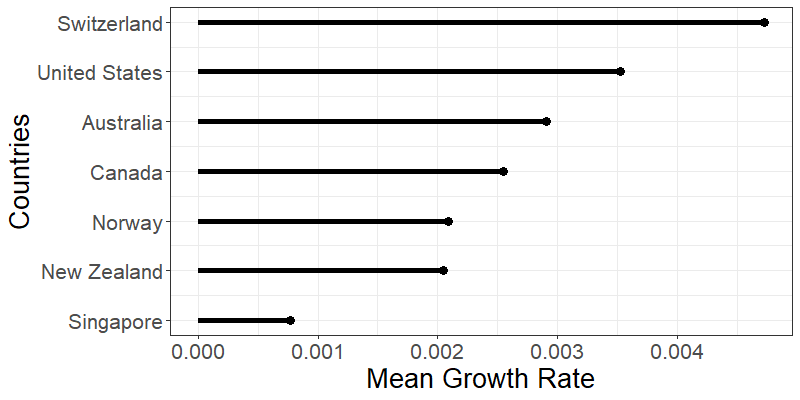 Switzerland
United States
Australia
Canada
Norway
New Zealand
Singapore
Countries
0.000 0.001 0.002 0.003 0.004
Mean Growth Rate